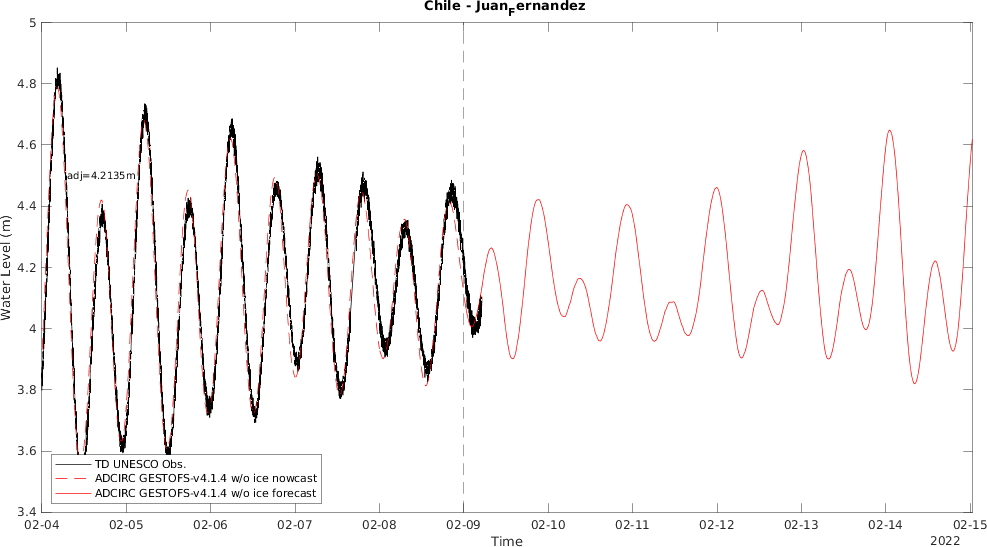 Chile - Juan_Fernandez
5
4.8
4.6
adj=4.2135m
4.4
Water Level (m)
4.2
4
3.8
3.6
3.4
TD UNESCO Obs.
ADCIRC GESTOFS-v4.1.4 w/o ice nowcast
ADCIRC GESTOFS-v4.1.4 w/o ice forecast
02-04 02-05 02-06 02-07 02-08 02-09 02-10 02-11 02-12 02-13 02-14 02-15
Time
2022